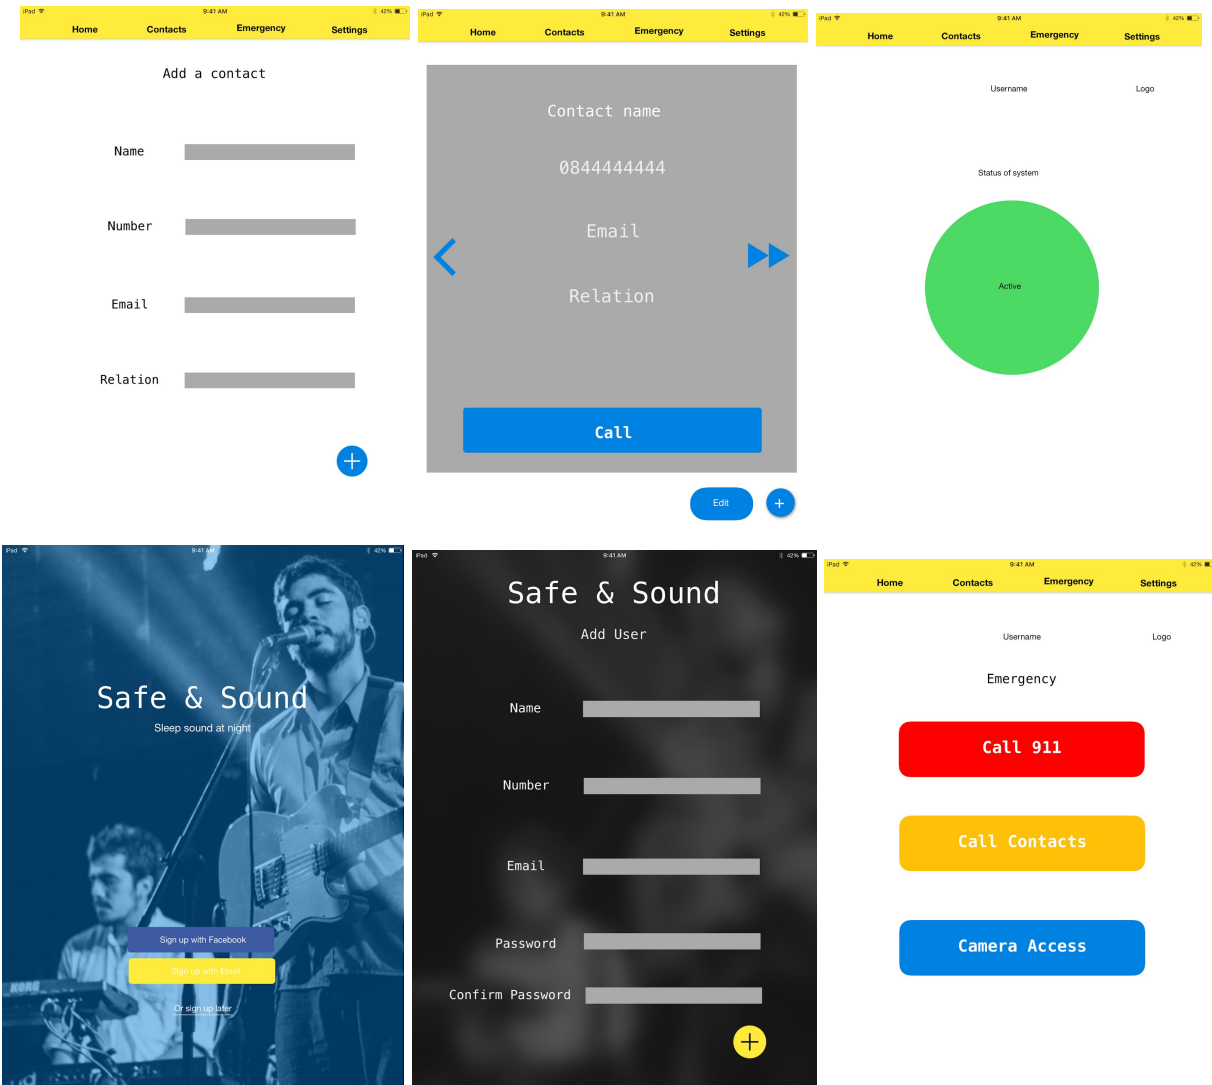 iPad 9:41 AM 42%
Home Contacts Emergency Settings
Add a contact
Name
Number
Email
Relation
iPad 9:41 AM 42%
Home Contacts Emergency Settings
Contact name
0844444444
Email
Relation
Call
Edit
iPad 9:41 AM 42%
Home Contacts Emergency Settings
Username Logo
Status of system
Active
iPad 9:41 AM 42%
Safe & Sound
Sleep sound at night
KORG
Sign up with Facebook
Sign up with Email
Or sign up later
iPad 9:41 AM 42%
Safe & Sound
Add User
Name
Number
Email
Password
Confirm Password
iPad 9:41 AM 42%
Home Contacts Emergency Settings
Username Logo
Emergency
Call 911
Call Contacts
Camera Access